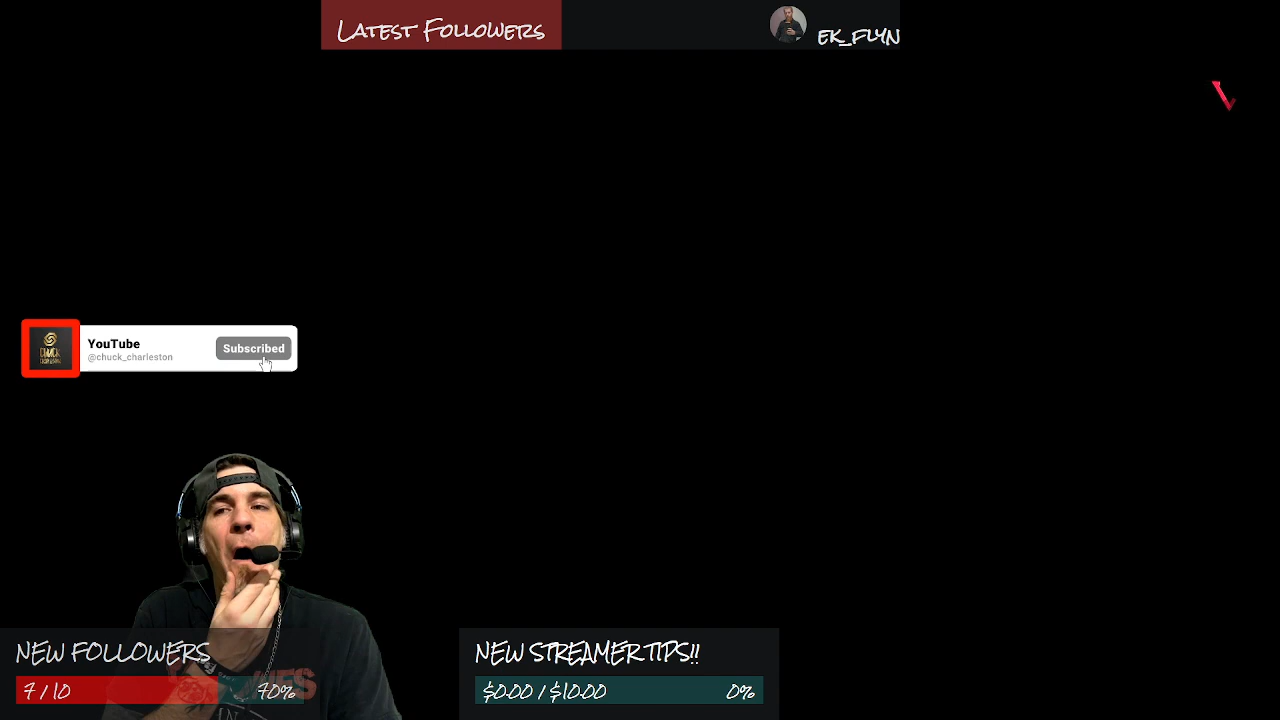 Latest Followers
ek_flyn
YouTube
@chuck_charleston
Subscribed
CHUCK
NEW FOLLOWERS
7 / 10
70%
NEW STREAMER TIPS!!
$0.00 / $10.00
0%